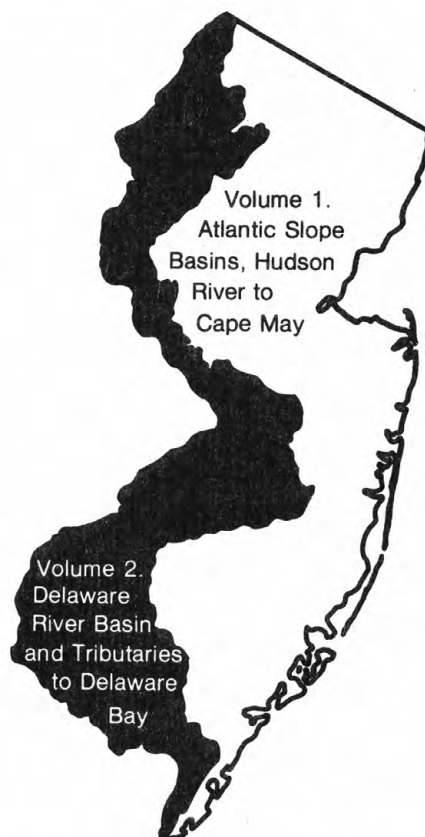 Volume 1.
Atlantic Slope
Basins, Hudson
River to
Cape May
Volume 2.
Delaware
River Basin
and Tributaries
to Delaware
Bay